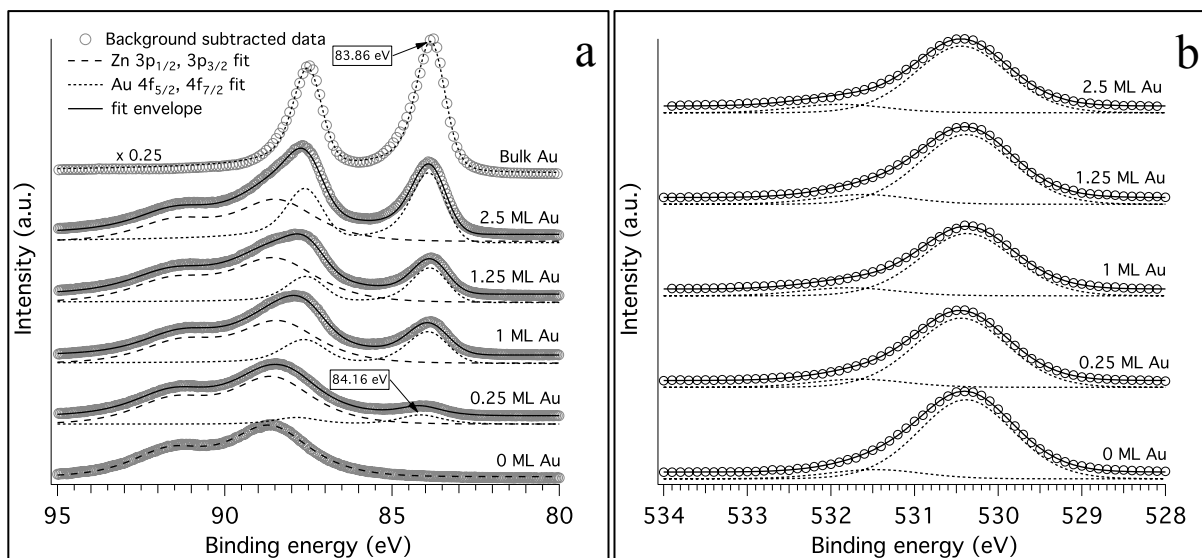 a
Background subtracted data
Zn 3p1/2, 3p3/2 fit
Au 4f5/2, 4f7/2 fit
fit envelope
83.86 eV
x 0.25
Bulk Au
2.5 ML Au
1.25 ML Au
1 ML Au
84.16 eV
0.25 ML Au
0 ML Au
Intensity (a.u.)
95 90 85 80
Binding energy (eV)
b
2.5 ML Au
1.25 ML Au
1 ML Au
0.25 ML Au
0 ML Au
Intensity (a.u.)
534 533 532 531 530 529 528
Binding energy (eV)